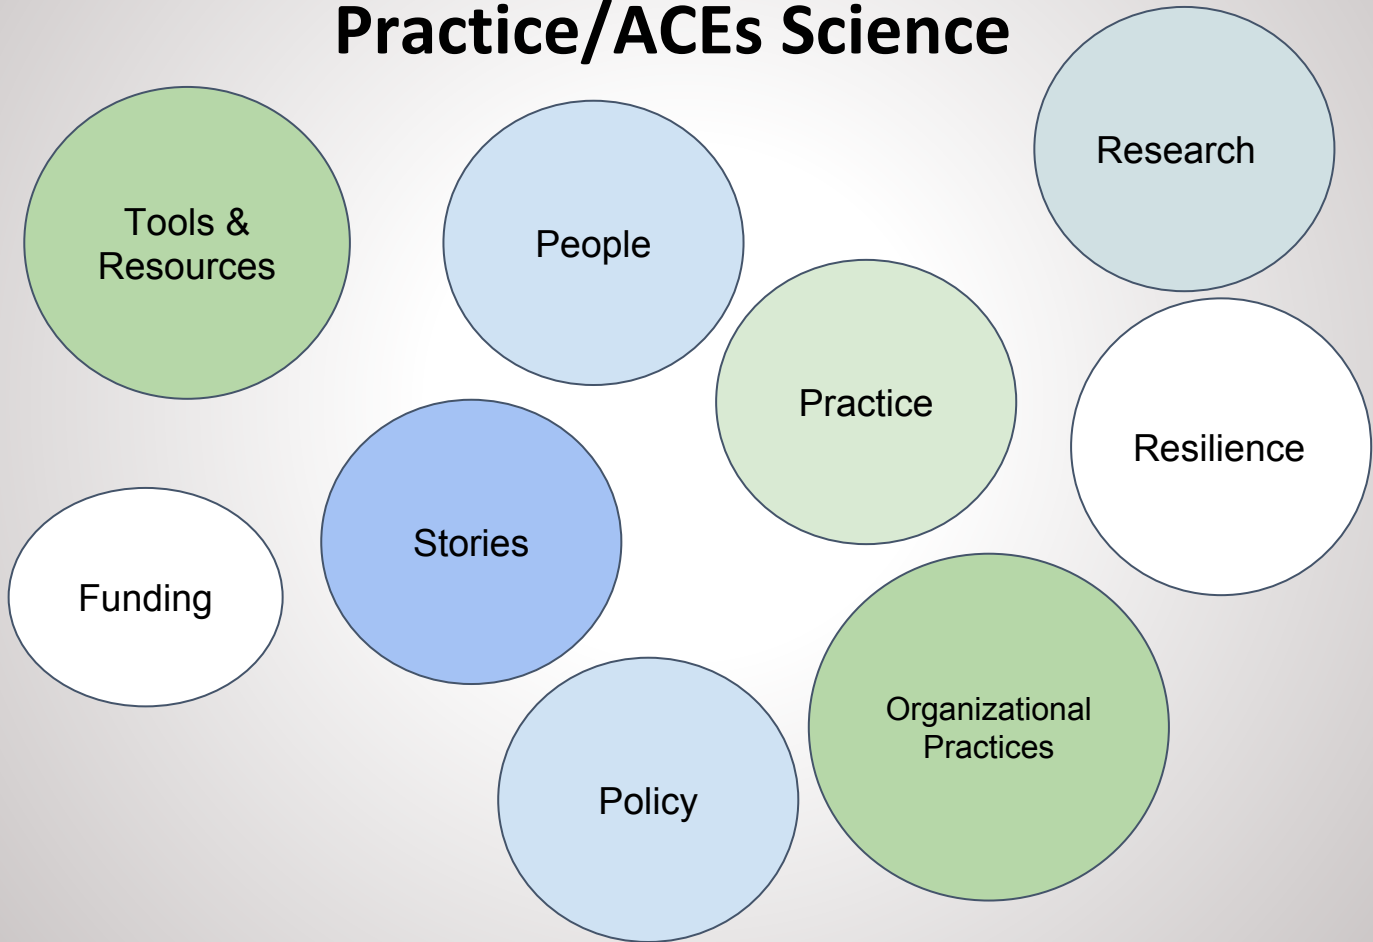 Practice/ACEs Science
Research
Tools &
Resources
People
Practice
Resilience
Stories
Funding
Organizational
Practices
Policy